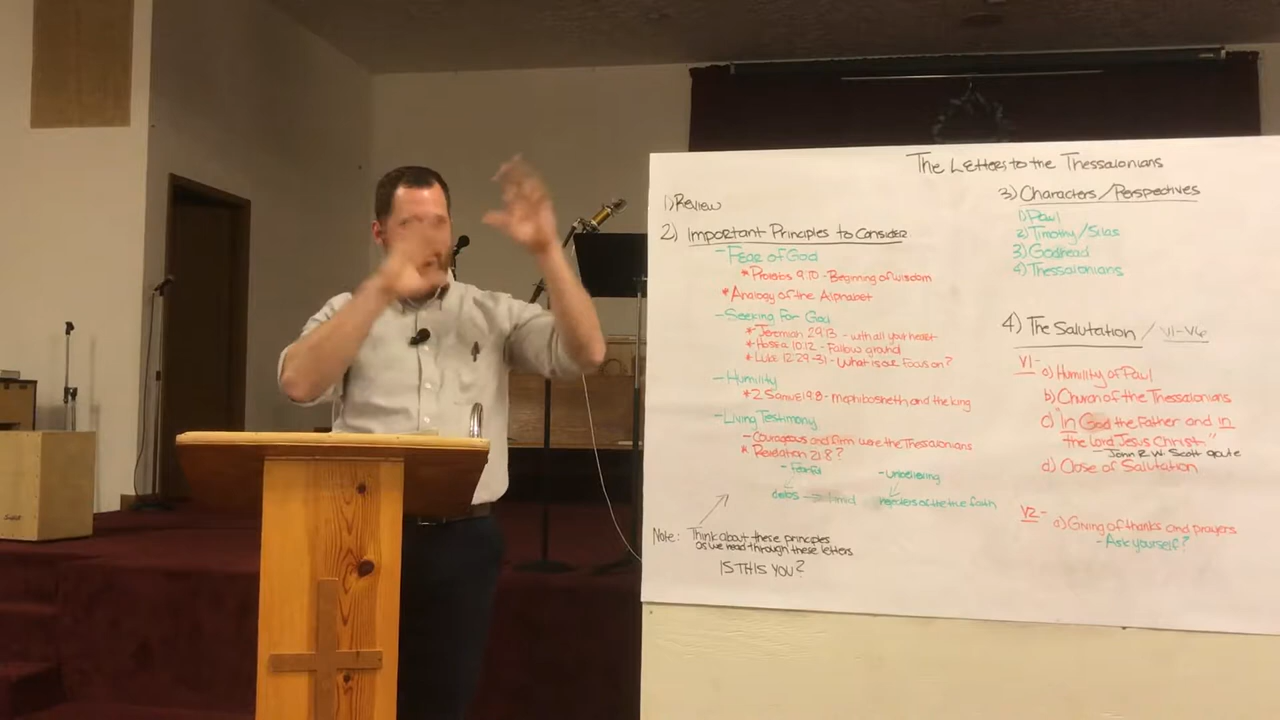 The Letters to the Thessalonians
1) Review
2) Important Principles to Consider
- Fear of God
* Proverbs 9:10 - Beginning of wisdom
* Analogy of the Alphabet
- Seeking For God
* Jeremiah 29:13 - with all your heart
* Hosea 10:12 - Fallow ground
* Luke 12:29-31 - What is our focus on?
- Humility
* 2 Samuel 9:8 - Mephibosheth and the king
- Living Testimony
- Courageous and firm were the Thessalonians
* Revelation 21:8?
- Fearful
- Unbelieving
timid
rejecters of the true faith
Note: Think about these principles
as we read through these letters
IS THIS YOU?
3) Characters/Perspectives
1) Paul
2) Timothy/Silas
3) Godhead
4) Thessalonians
4) The Salutation / V1-V6
V1- a) Humility of Paul
b) Church of the Thessalonians
c) "In God the Father and in
the Lord Jesus Christ"
- John R.W. Scott quote
d) Close of Salutation
V2- a) Giving of thanks and prayers
- Ask yourself?